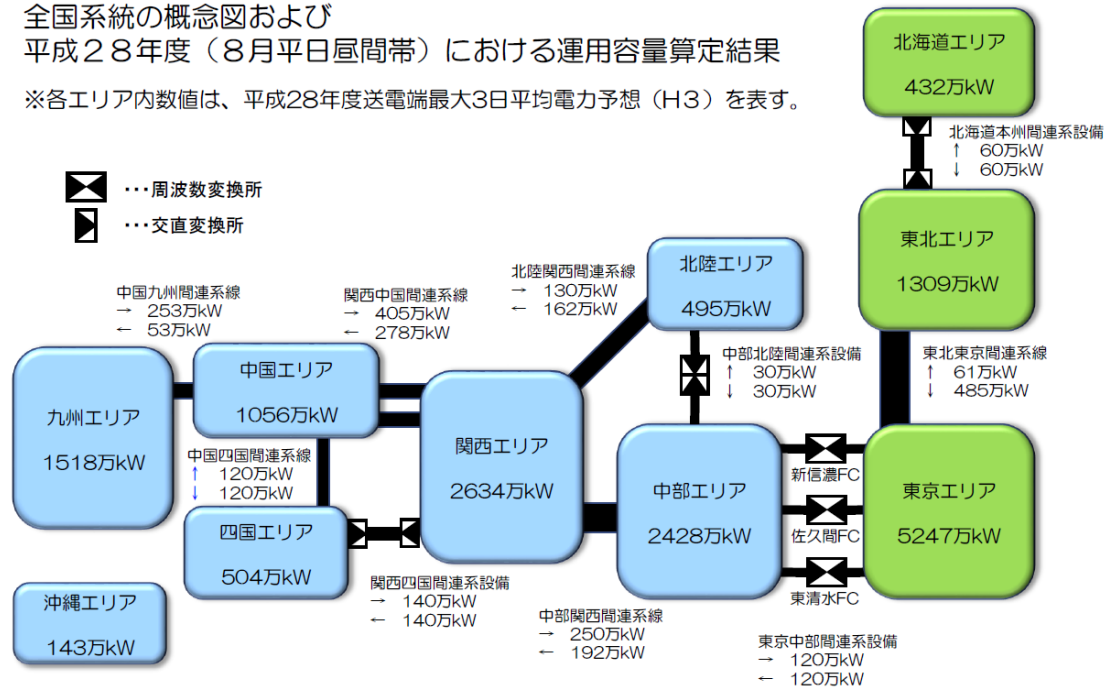 全国系統の概念図および
平成28年度（8月平日昼間帯）における運用容量算定結果
※各エリア内数値は、平成28年度送電端最大3日平均電力予想（H3）を表す。
･･･周波数変換所
･･･交直変換所
北海道エリア
432万kW
北海道本州間連系設備
↑ 60万kW
↓ 60万kW
東北エリア
1309万kW
東北東京間連系線
↑ 61万kW
↓ 485万kW
北陸エリア
495万kW
北陸関西間連系線
→ 130万kW
← 162万kW
中部北陸間連系設備
↑ 30万kW
↓ 30万kW
中国九州間連系線
→ 253万kW
← 53万kW
関西中国間連系線
→ 405万kW
← 278万kW
九州エリア
1518万kW
中国エリア
1056万kW
中国四国間連系線
↑ 120万kW
↓ 120万kW
四国エリア
504万kW
関西エリア
2634万kW
関西四国間連系設備
→ 140万kW
← 140万kW
中部エリア
2428万kW
中部関西間連系線
→ 250万kW
← 192万kW
新信濃FC
佐久間FC
東清水FC
東京エリア
5247万kW
東京中部間連系設備
→ 120万kW
← 120万kW
沖縄エリア
143万kW